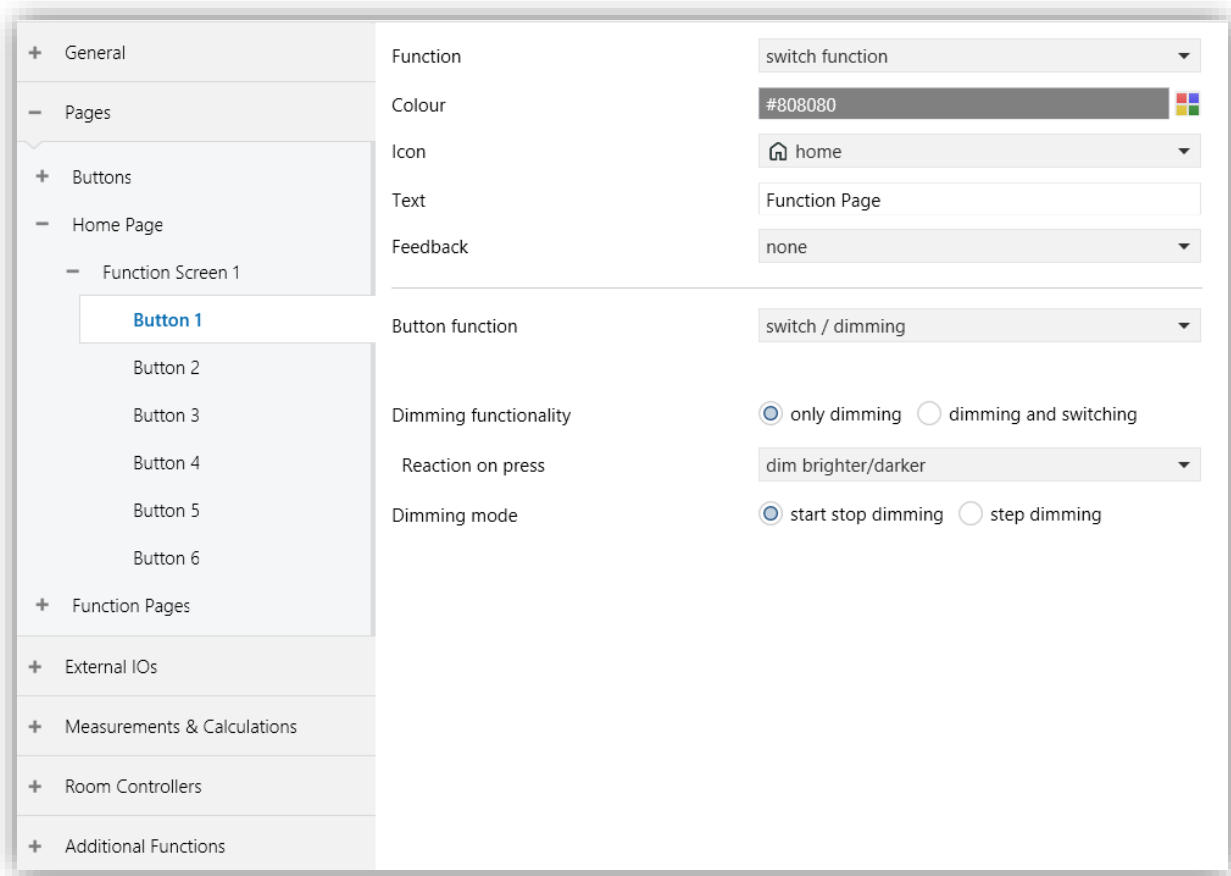 General
Pages
Buttons
Home Page
Function Screen 1
Button 1
Button 2
Button 3
Button 4
Button 5
Button 6
Function Pages
External IOs
Measurements & Calculations
Room Controllers
Additional Functions
Function switch function
Colour #808080
Icon home
Text Function Page
Feedback none
Button function switch / dimming
Dimming functionality only dimming dimming and switching
Reaction on press dim brighter/darker
Dimming mode start stop dimming step dimming